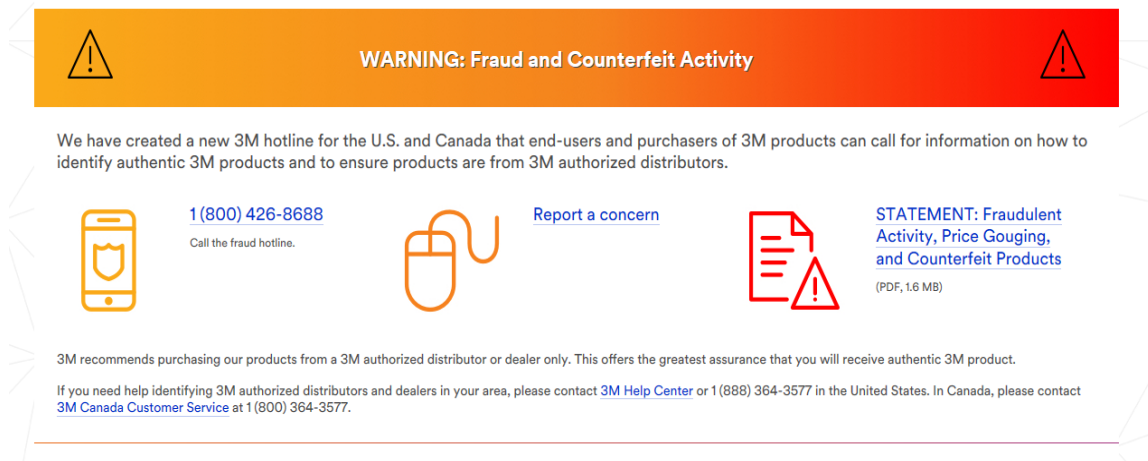 WARNING: Fraud and Counterfeit Activity
We have created a new 3M hotline for the U.S. and Canada that end-users and purchasers of 3M products can call for information on how to
identify authentic 3M products and to ensure products are from 3M authorized distributors.
1 (800) 426-8688
Call the fraud hotline.
Report a concern
STATEMENT: Fraudulent
Activity, Price Gouging,
and Counterfeit Products
(PDF, 1.6 MB)
3M recommends purchasing our products from a 3M authorized distributor or dealer only. This offers the greatest assurance that you will receive authentic 3M product.
If you need help identifying 3M authorized distributors and dealers in your area, please contact 3M Help Center or 1 (888) 364-3577 in the United States. In Canada, please contact
3M Canada Customer Service at 1 (800) 364-3577.